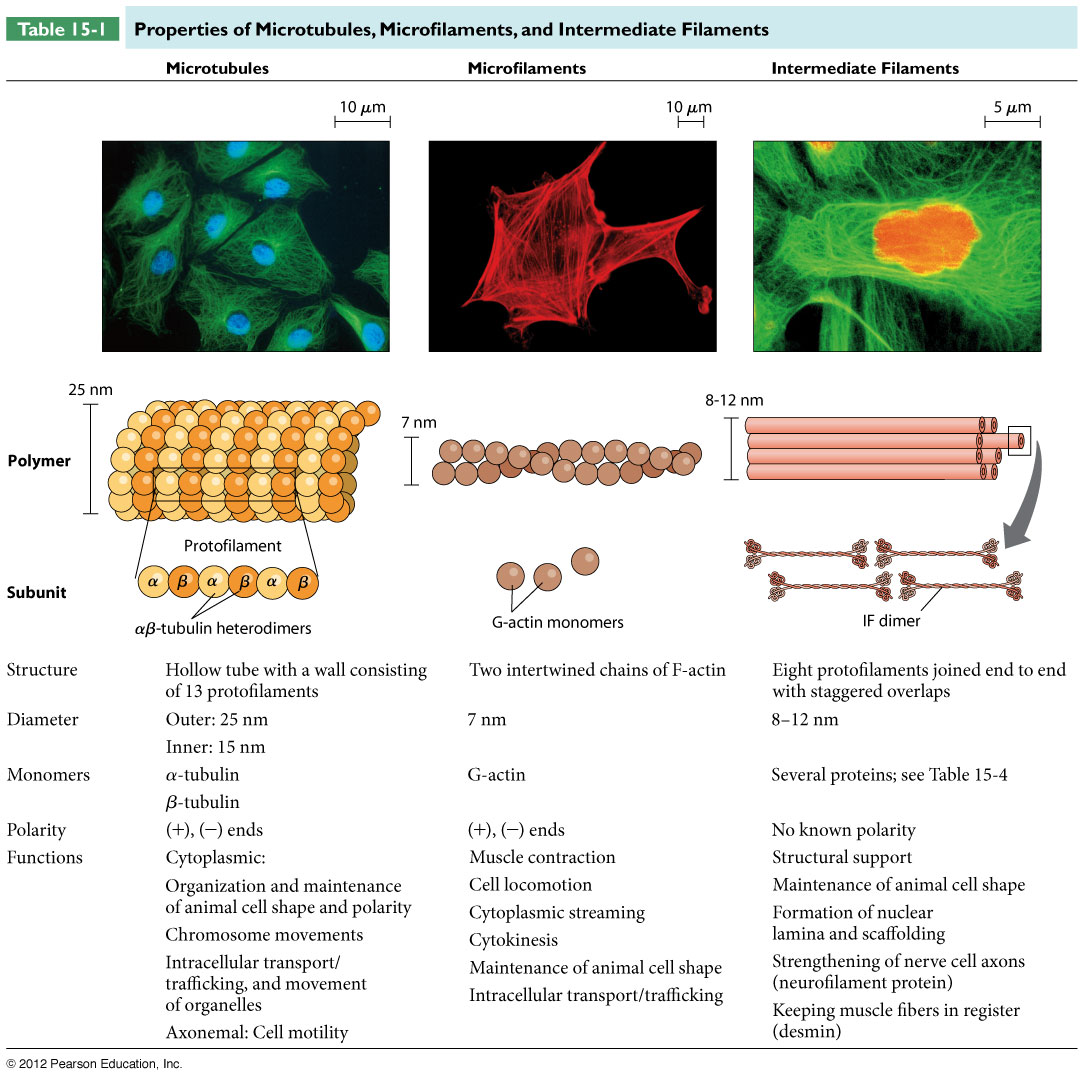 Table 15-1 Properties of Microtubules, Microfilaments, and Intermediate Filaments
Microtubules Microfilaments Intermediate Filaments
10 μm 10 μm 5 μm
25 nm
7 nm
8-12 nm
Polymer
Protofilament
Subunit
α β α β α β
αβ-tubulin heterodimers
G-actin monomers
IF dimer
Structure
Hollow tube with a wall consisting
of 13 protofilaments
Two intertwined chains of F-actin
Eight protofilaments joined end to end
with staggered overlaps
Diameter
Outer: 25 nm
Inner: 15 nm
7 nm
8–12 nm
Monomers
α-tubulin
β-tubulin
G-actin
Several proteins; see Table 15-4
Polarity
(+), (−) ends
(+), (−) ends
No known polarity
Functions
Cytoplasmic:
Organization and maintenance
of animal cell shape and polarity
Chromosome movements
Intracellular transport/
trafficking, and movement
of organelles
Axonemal: Cell motility
Muscle contraction
Cell locomotion
Cytoplasmic streaming
Cytokinesis
Maintenance of animal cell shape
Intracellular transport/trafficking
Structural support
Maintenance of animal cell shape
Formation of nuclear
lamina and scaffolding
Strengthening of nerve cell axons
(neurofilament protein)
Keeping muscle fibers in register
(desmin)
© 2012 Pearson Education, Inc.